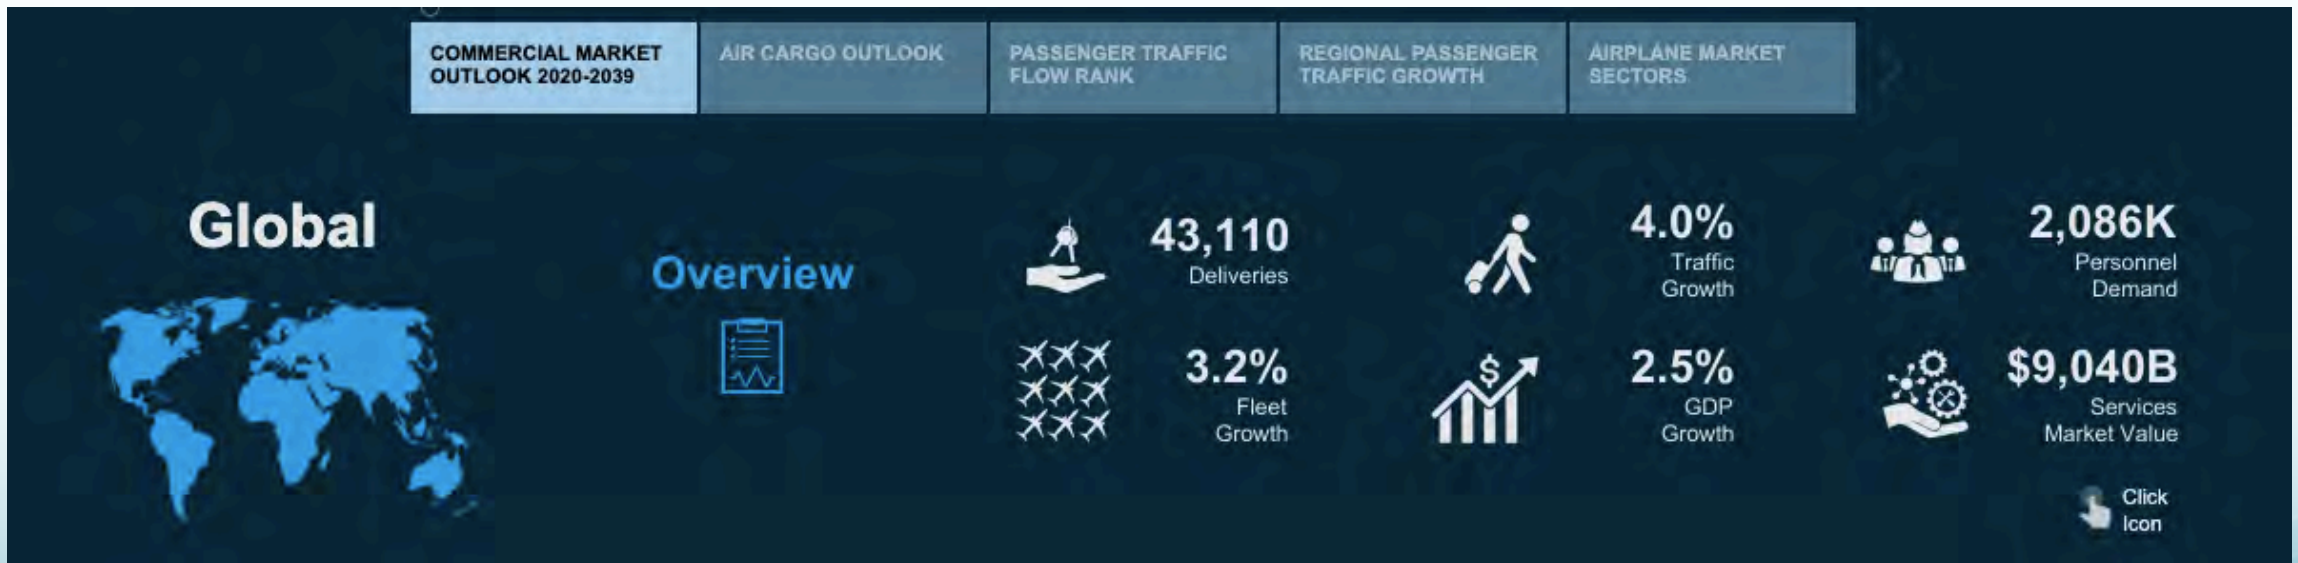 COMMERCIAL MARKET
OUTLOOK 2020-2039
AIR CARGO OUTLOOK
PASSENGER TRAFFIC
FLOW RANK
REGIONAL PASSENGER
TRAFFIC GROWTH
AIRPLANE MARKET
SECTORS
Global
Overview
43,110
Deliveries
4.0%
Traffic
Growth
2,086K
Personnel
Demand
3.2%
Fleet
Growth
$
2.5%
GDP
Growth
$9,040B
Services
Market Value
Click
Icon